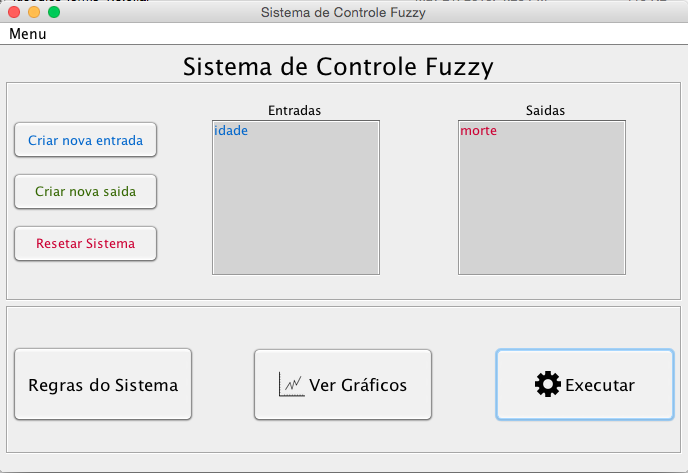 Sistema de Controle Fuzzy
Menu
Sistema de Controle Fuzzy
Entradas
Saidas
idade
morte
Criar nova entrada
Criar nova saida
Resetar Sistema
Regras do Sistema
Ver Gráficos
Executar